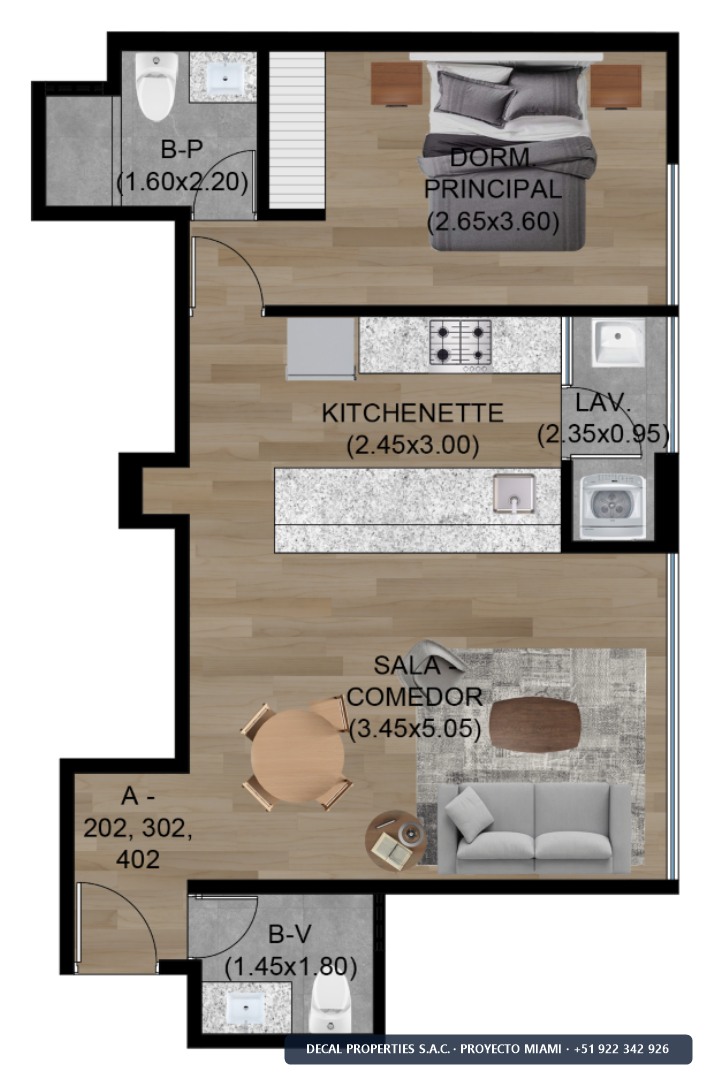 B-P
(1.60x2.20)
DORM.
PRINCIPAL
(2.65x3.60)
KITCHENETTE
(2.45x3.00)
LAV.
(2.35x0.95)
SALA -
COMEDOR
(3.45x5.05)
A -
202, 302,
402
B-V
(1.45x1.80)
DECAL PROPERTIES S.A.C. · PROYECTO MIAMI · +51 922 342 926